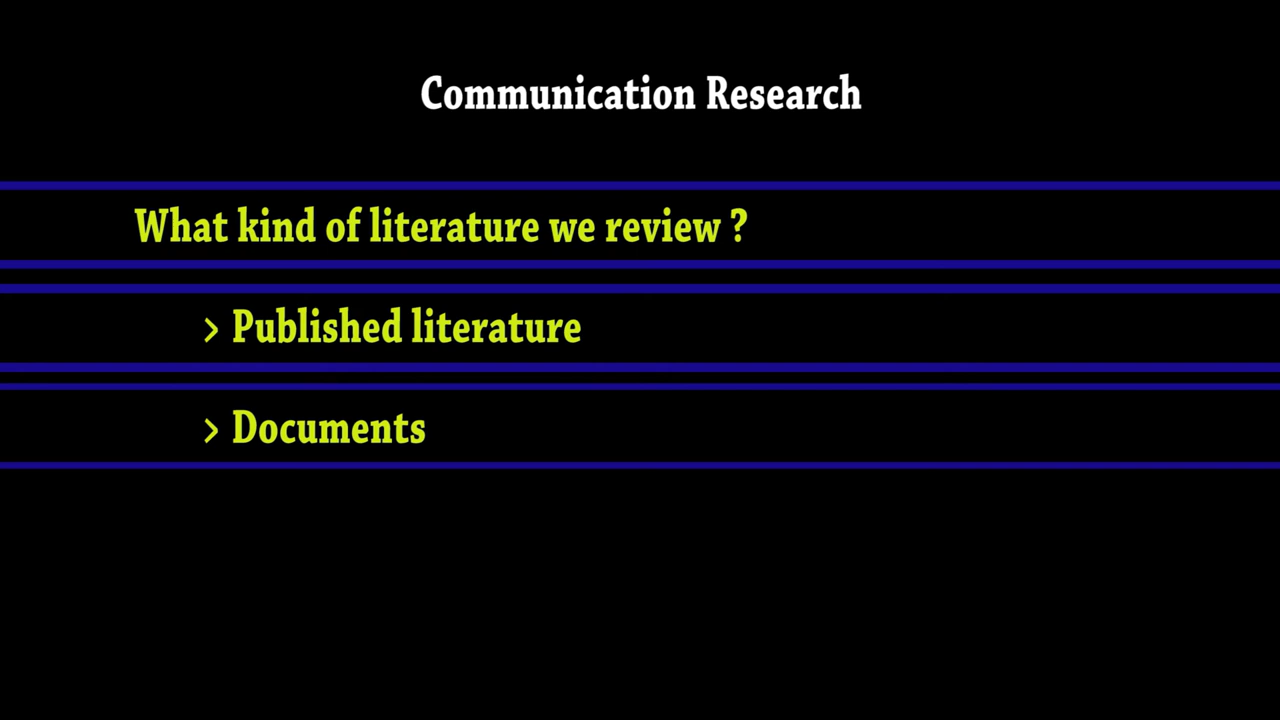 Communication Research
What kind of literature we review ?
> Published literature
> Documents